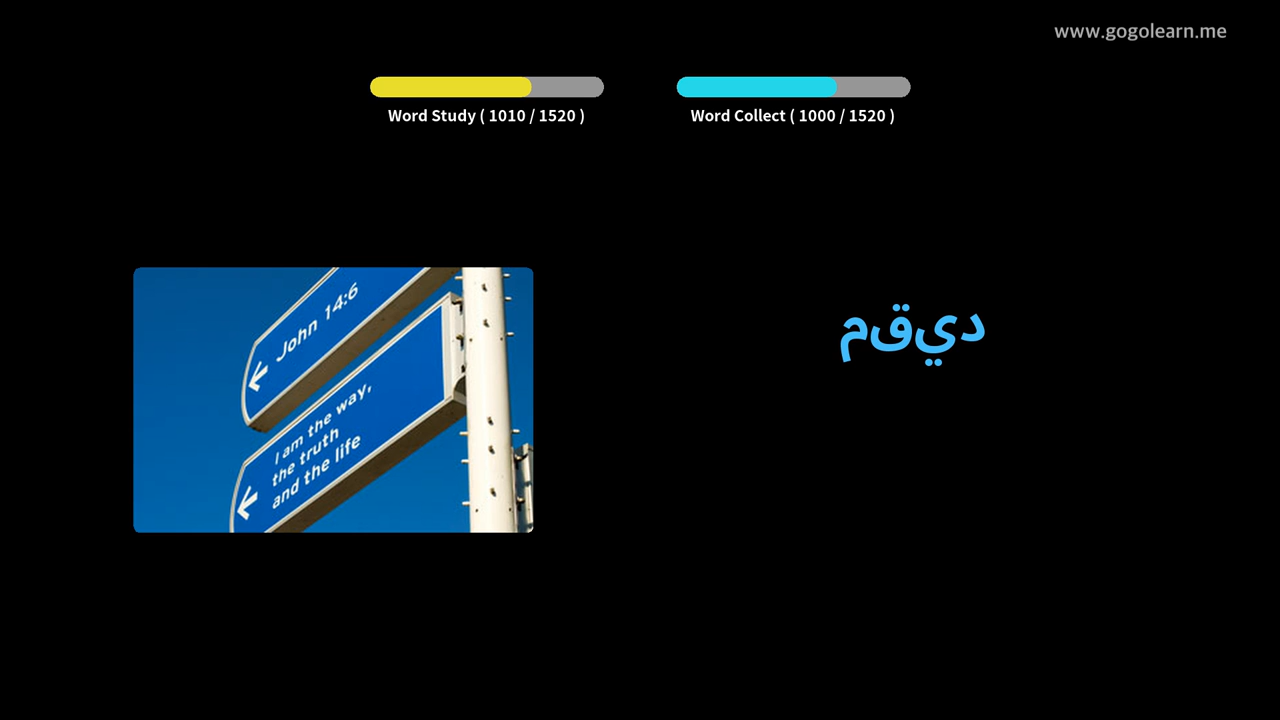 www.gogolearn.me
Word Study ( 1010 / 1520 )
Word Collect ( 1000 / 1520 )
John 14:6
I am the way,
the truth
and the life
ديقم